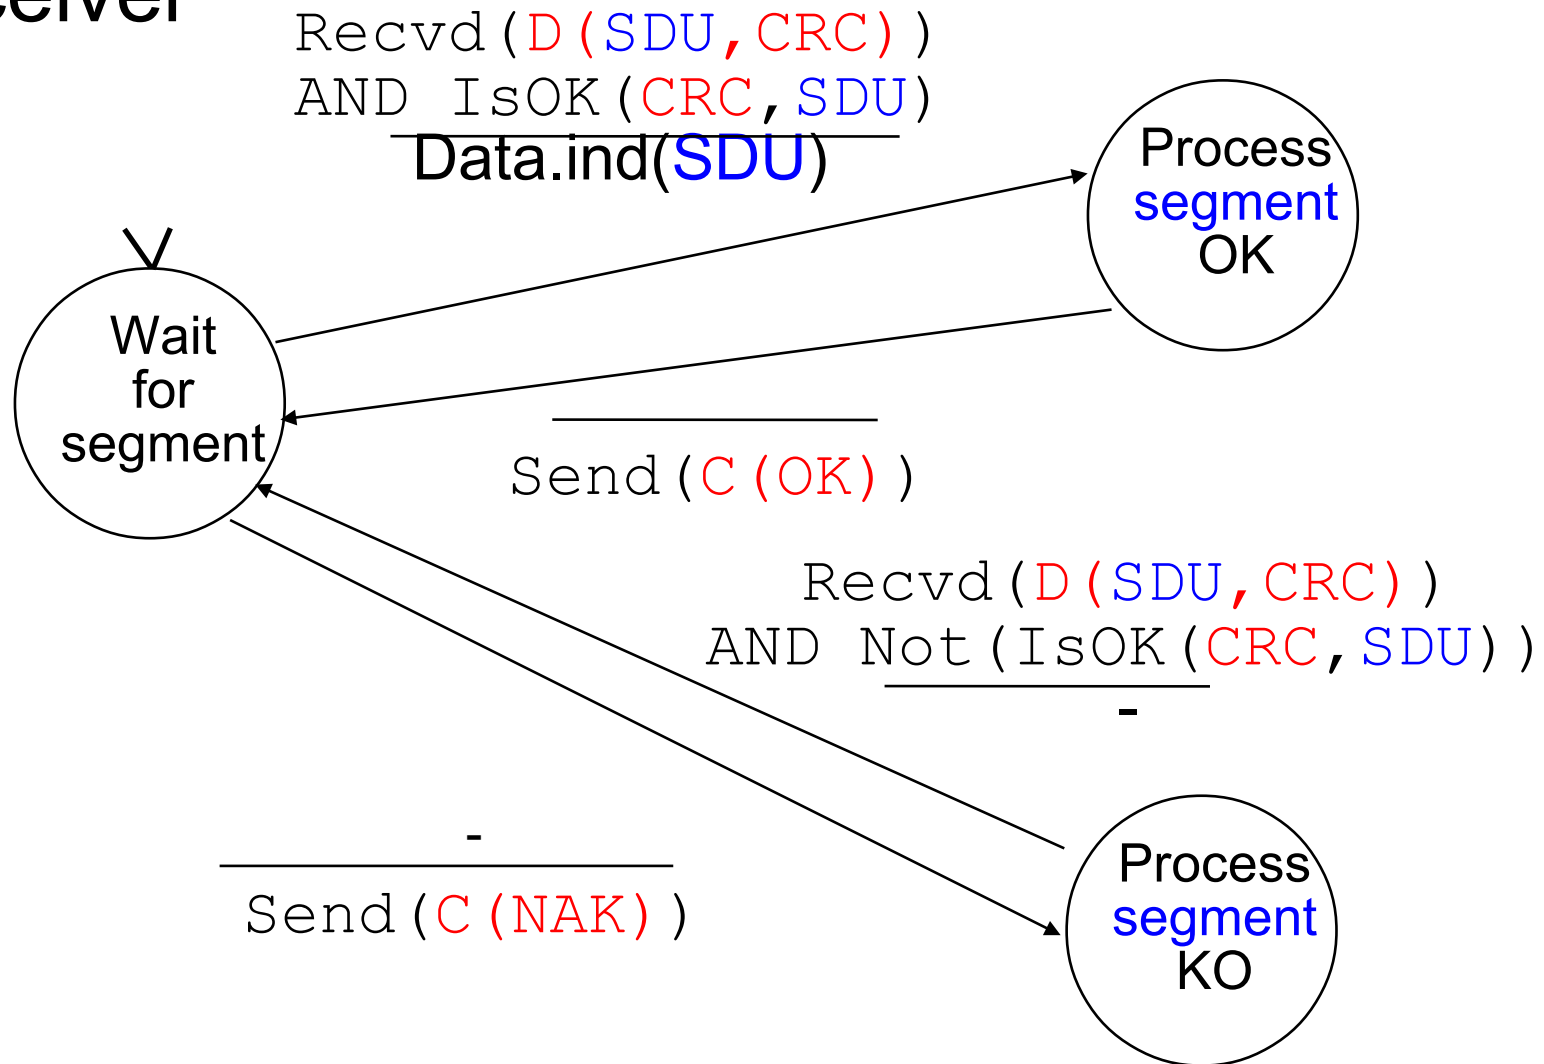 Recvd(D(SDU,CRC))
AND IsOK(CRC,SDU)
Data.ind(SDU)
Process
segment
OK
Wait
for
segment
Send(C(OK))
Recvd(D(SDU,CRC))
AND Not(IsOK(CRC,SDU))
-
-
Send(C(NAK))
Process
segment
KO